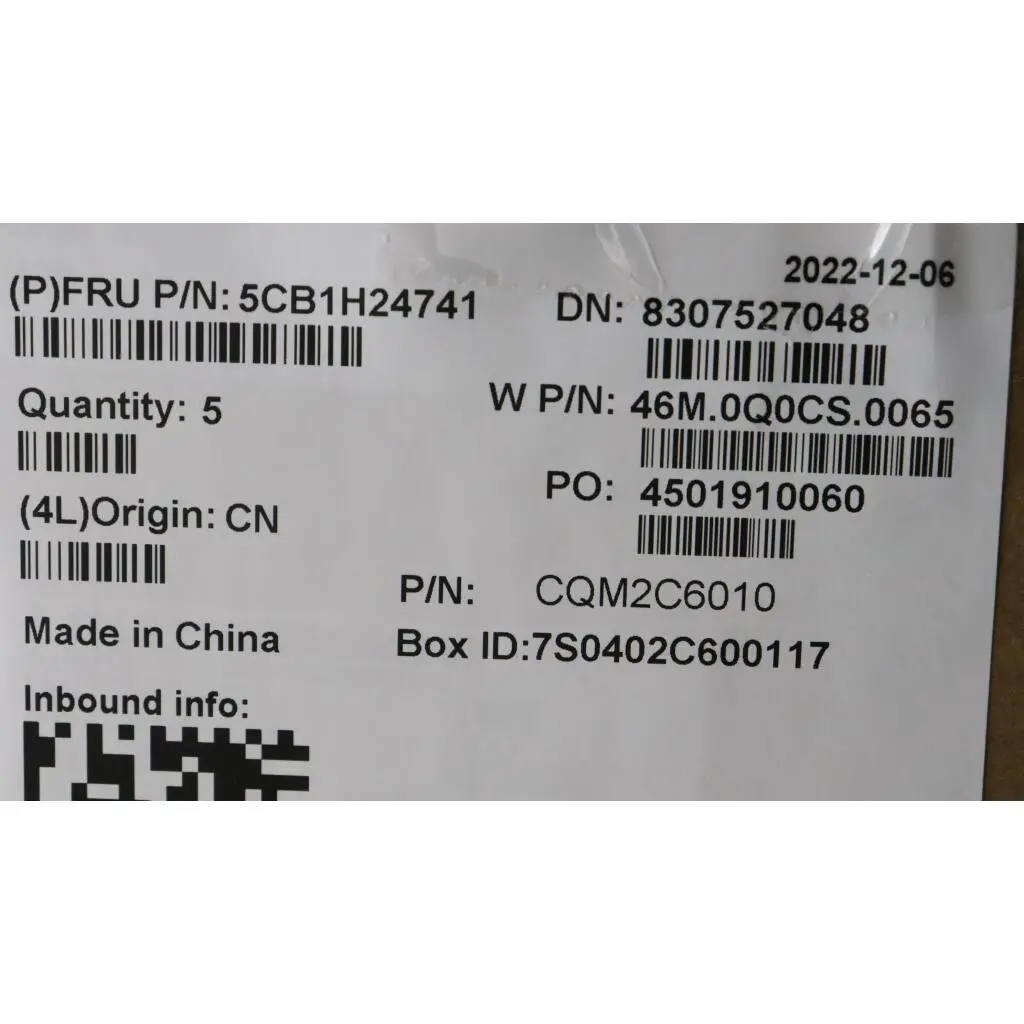 2022-12-06
(P)FRU P/N: 5CB1H24741
DN: 8307527048
Quantity: 5
W P/N: 46M.0Q0CS.0065
(4L)Origin: CN
PO: 4501910060
P/N: CQM2C6010
Made in China
Box ID:7S0402C600117
Inbound info: